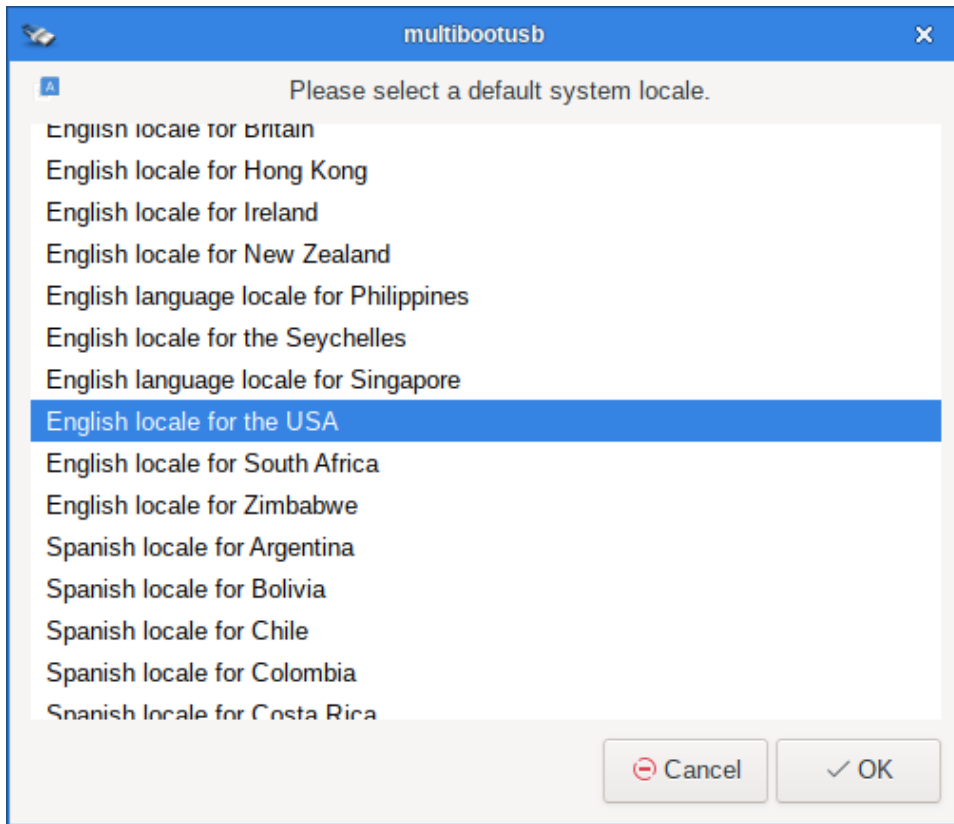 multibootusb
A
Please select a default system locale.
English locale for Britain
English locale for Hong Kong
English locale for Ireland
English locale for New Zealand
English language locale for Philippines
English locale for the Seychelles
English language locale for Singapore
English locale for the USA
English locale for South Africa
English locale for Zimbabwe
Spanish locale for Argentina
Spanish locale for Bolivia
Spanish locale for Chile
Spanish locale for Colombia
Spanish locale for Costa Rica
Cancel
OK